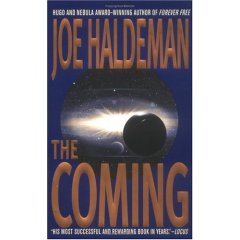 HUGO AND NEBULA AWARD-WINNING AUTHOR OF FOREVER FREE
JOE HALDEMAN
THE
COMING
"HIS MOST SUCCESSFUL AND REWARDING BOOK IN YEARS."—LOCUS